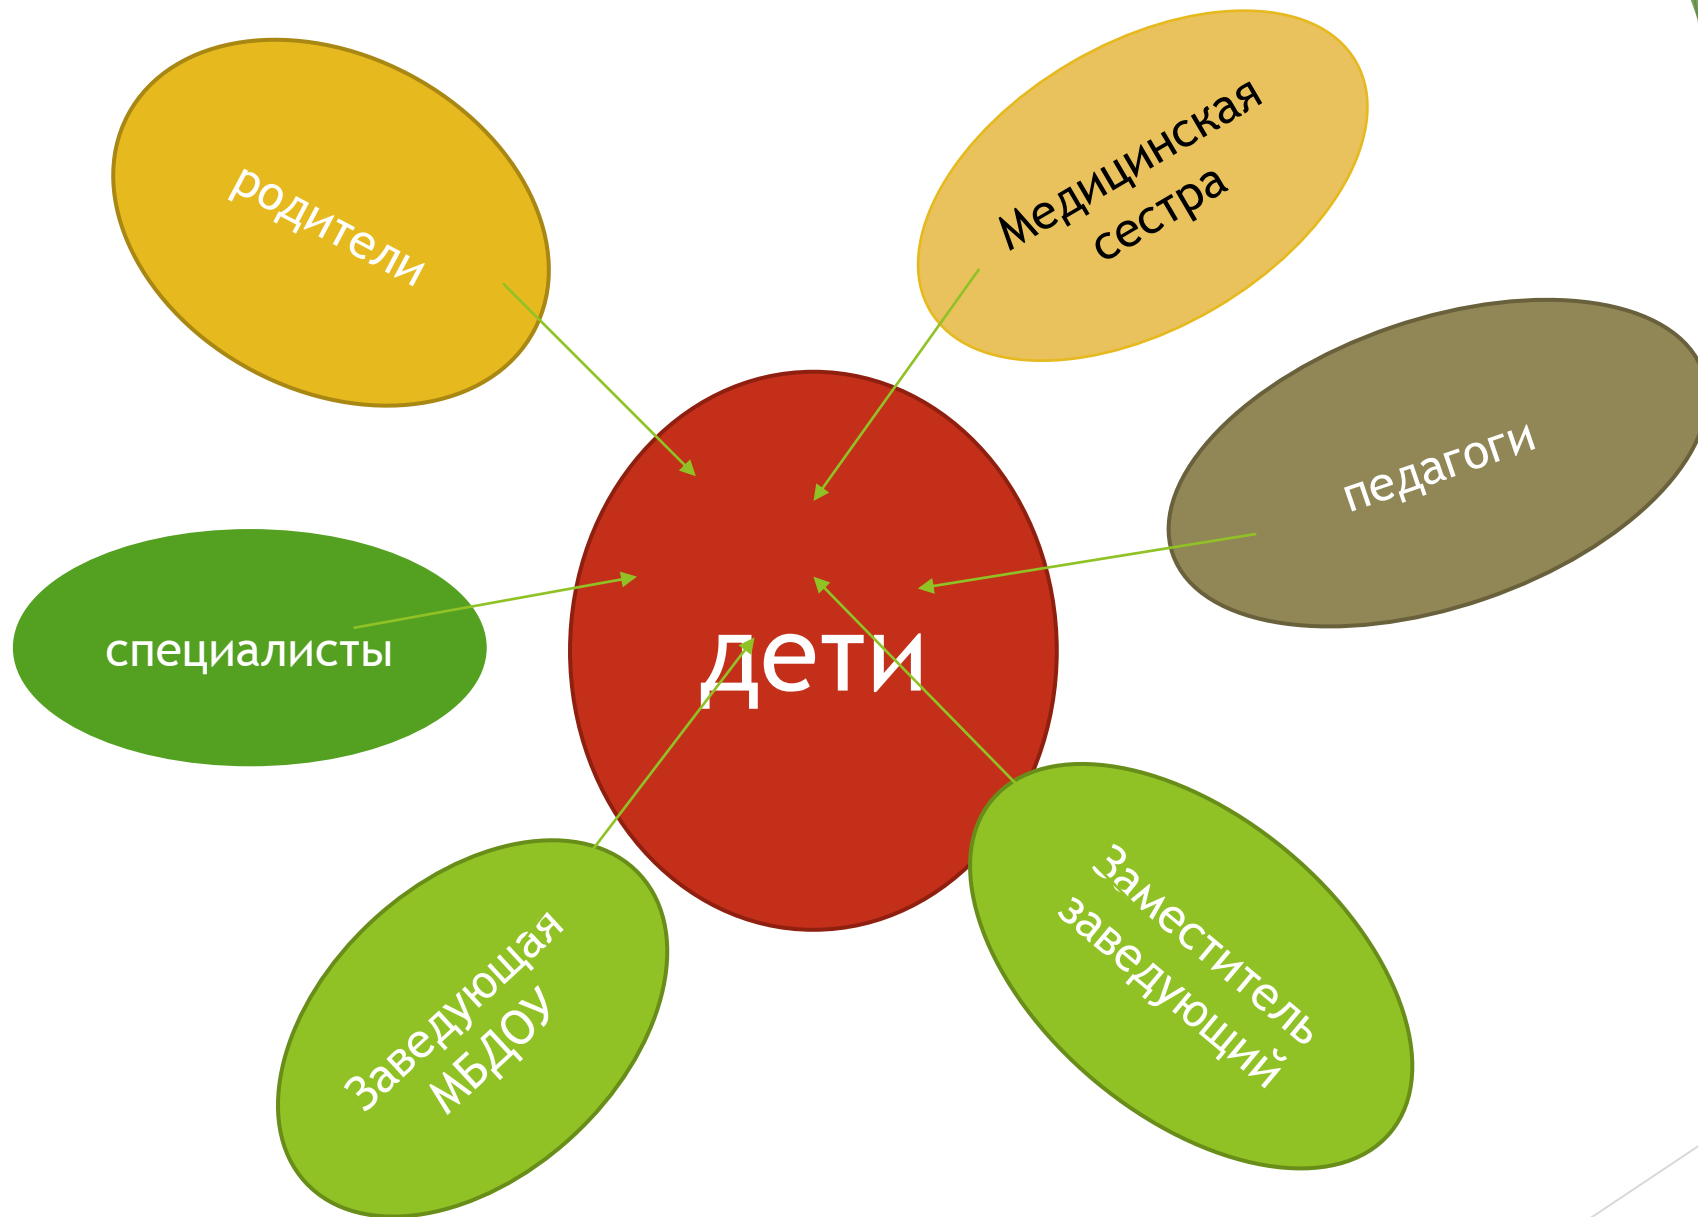 родители
Медицинская
сестра
педагоги
специалисты
дети
Заведующая
МБДОУ
Заместитель
заведующий